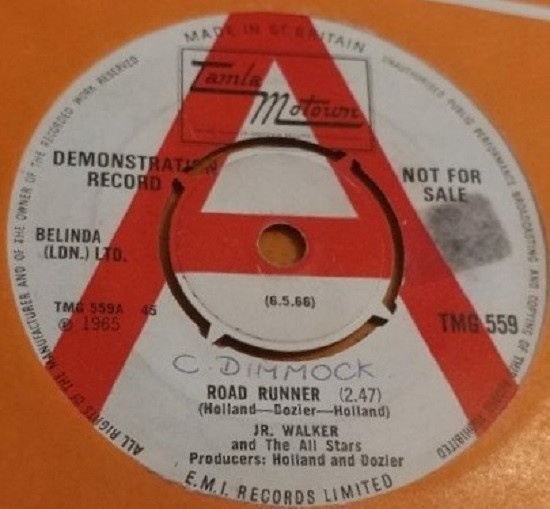 MADE IN GT. BRITAIN
Tamla
Motown
UNAUTHORISED PUBLIC PERFORMANCE BROADCASTING AND COPYING OF THIS RECORD PROHIBITED
ALL RIGHTS OF THE MANUFACTURER AND OF THE OWNER OF THE RECORDED WORK RESERVED
A
DEMONSTRATION
RECORD
NOT FOR
SALE
BELINDA
(LDN.) LTD.
(6.5.66)
TMG 559A 45
℗ 1965
TMG 559
C. DIMMOCK
ROAD RUNNER (2.47)
(Holland—Dozier—Holland)
JR. WALKER
and The All Stars
Producers: Holland and Dozier
E.M.I. RECORDS LIMITED